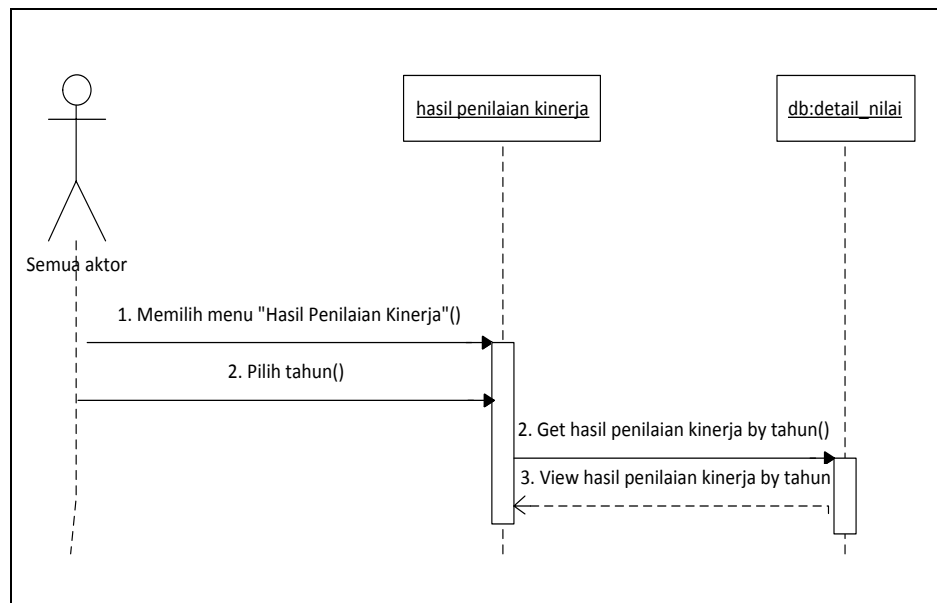 hasil penilaian kinerja
db:detail_nilai
Semua aktor
1. Memilih menu "Hasil Penilaian Kinerja"()
2. Pilih tahun()
2. Get hasil penilaian kinerja by tahun()
3. View hasil penilaian kinerja by tahun